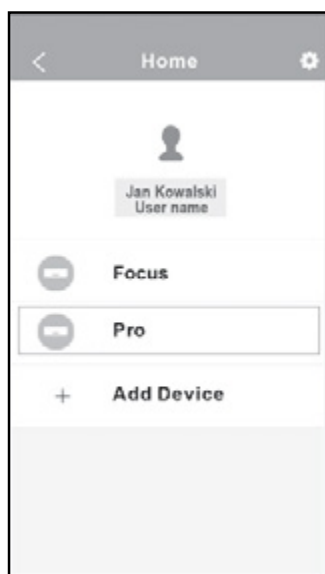 Home
Jan Kowalski
User name
Focus
Pro
+ Add Device